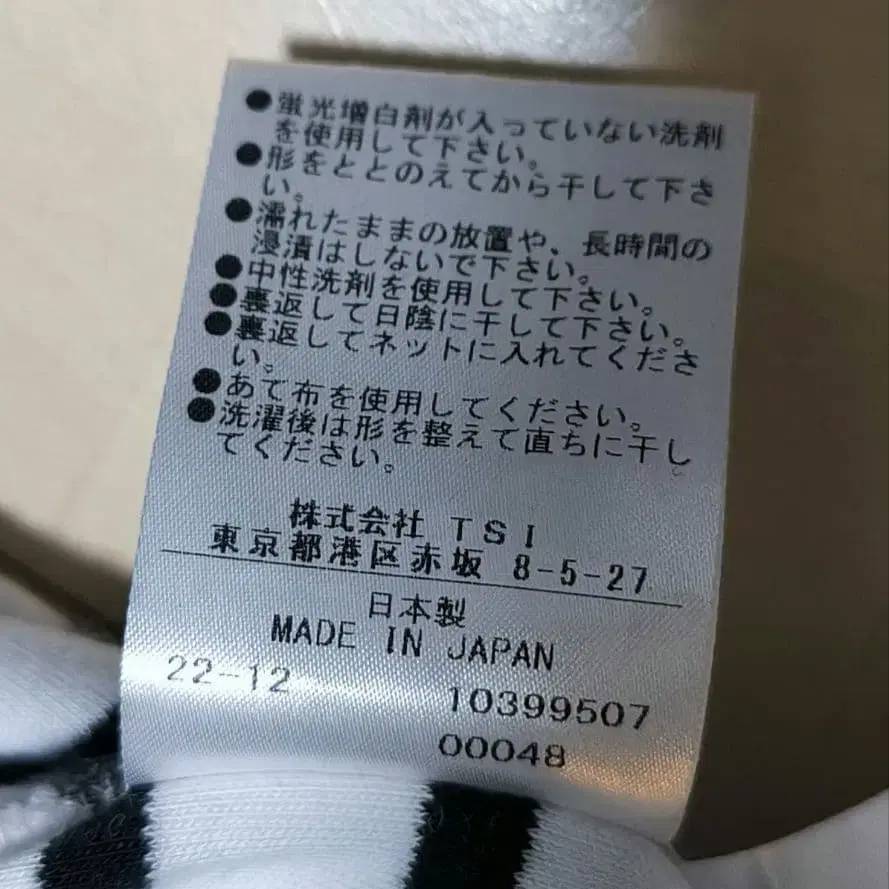 ●蛍光増白剤が入っていない洗剤
を使用して下さい。
●形をととのえてから干して下さ
い。
●濡れたままの放置や、長時間の
浸漬はしないで下さい。
●中性洗剤を使用して下さい。
●裏返して日陰に干して下さい。
●裏返してネットに入れてくださ
い。
●あて布を使用してください。
●洗濯後は形を整えて直ちに干し
てください。
株式会社 TSI
東京都港区赤坂 8-5-27
日本製
MADE IN JAPAN
22-12
10399507
00048